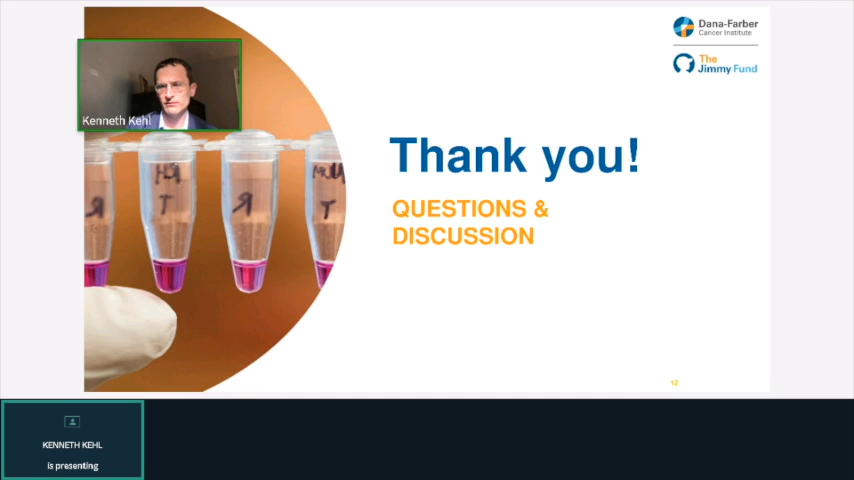 Dana-Farber
Cancer Institute
The
Jimmy Fund
Kenneth Kehl
Thank you!
QUESTIONS &
DISCUSSION
12
KENNETH KEHL
is presenting